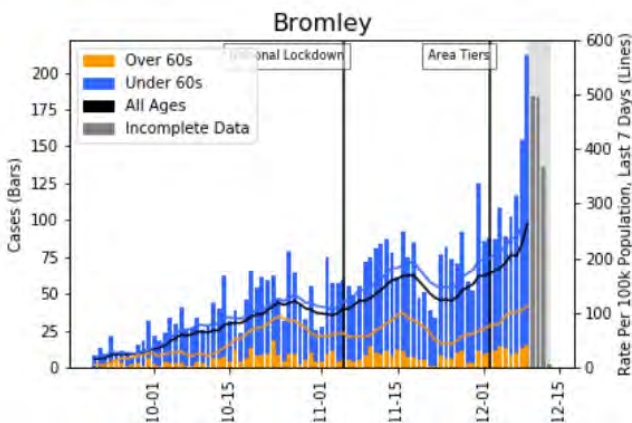 Bromley
Over 60s
Under 60s
All Ages
Incomplete Data
Lockdown
Area Tiers
Cases (Bars)
200
175
150
125
100
75
50
25
0
Rate Per 100k Population, Last 7 Days (Lines)
600
500
400
300
200
100
0
10-01
10-15
11-01
11-15
12-01
12-15